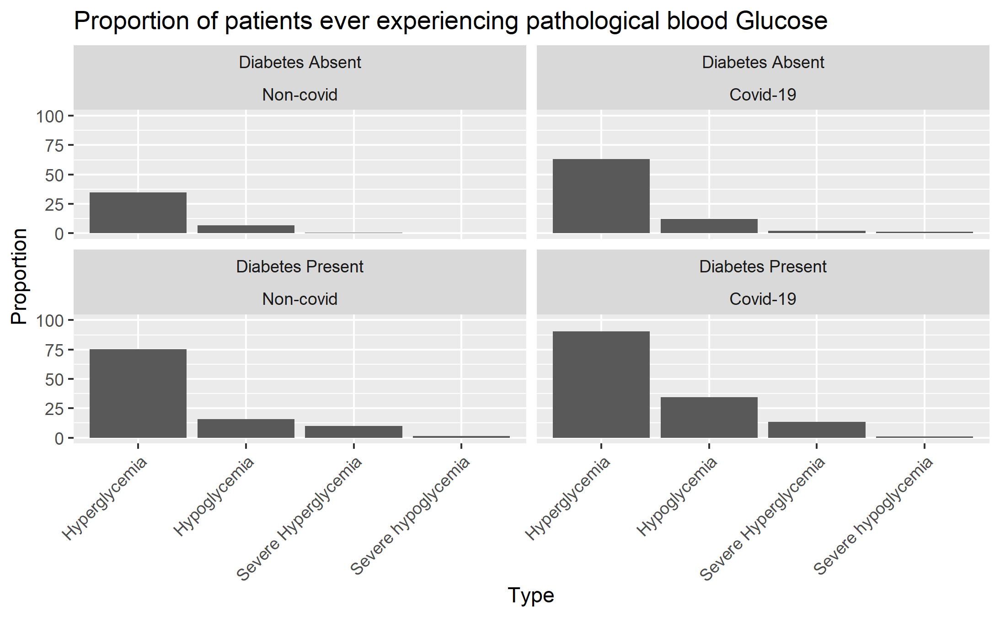 Proportion of patients ever experiencing pathological blood Glucose
Diabetes Absent
Non-covid
Diabetes Absent
Covid-19
100
75
50
25
0
Diabetes Present
Non-covid
Diabetes Present
Covid-19
100
75
50
25
0
Proportion
Hyperglycemia
Hypoglycemia
Severe Hyperglycemia
Severe hypoglycemia
Hyperglycemia
Hypoglycemia
Severe Hyperglycemia
Severe hypoglycemia
Type